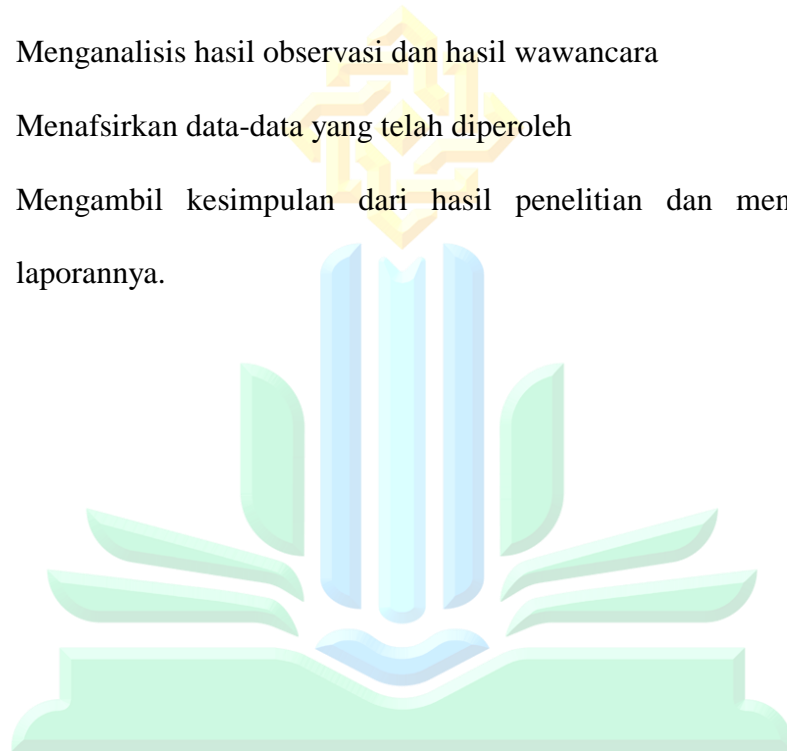 Menganalisis hasil observasi dan hasil wawancara
Menafsirkan data-data yang telah diperoleh
Mengambil kesimpulan dari hasil penelitian dan
laporannya.